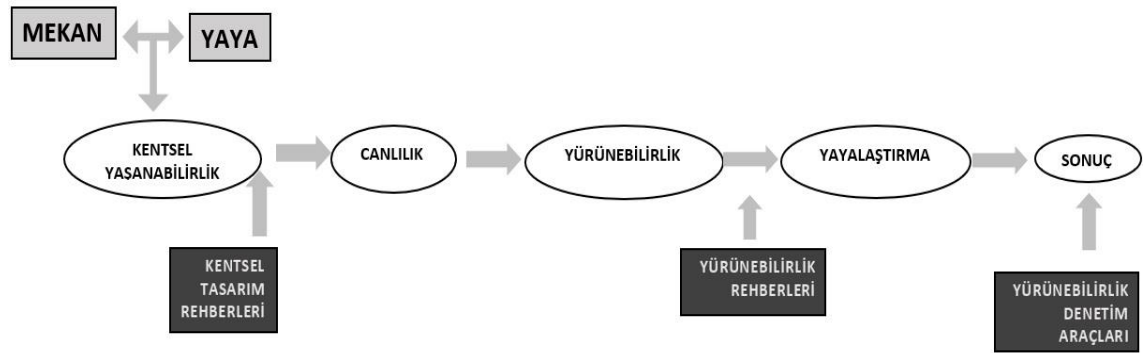 MEKAN
YAYA
KENTSEL
YAŞANABİLİRLİK
CANLILIK
YÜRÜNEBİLİRLİK
YAYALAŞTIRMA
SONUÇ
KENTSEL
TASARIM
REHBERLERİ
YÜRÜNEBİLİRLİK
REHBERLERİ
YÜRÜNEBİLİRLİK
DENETİM
ARAÇLARI